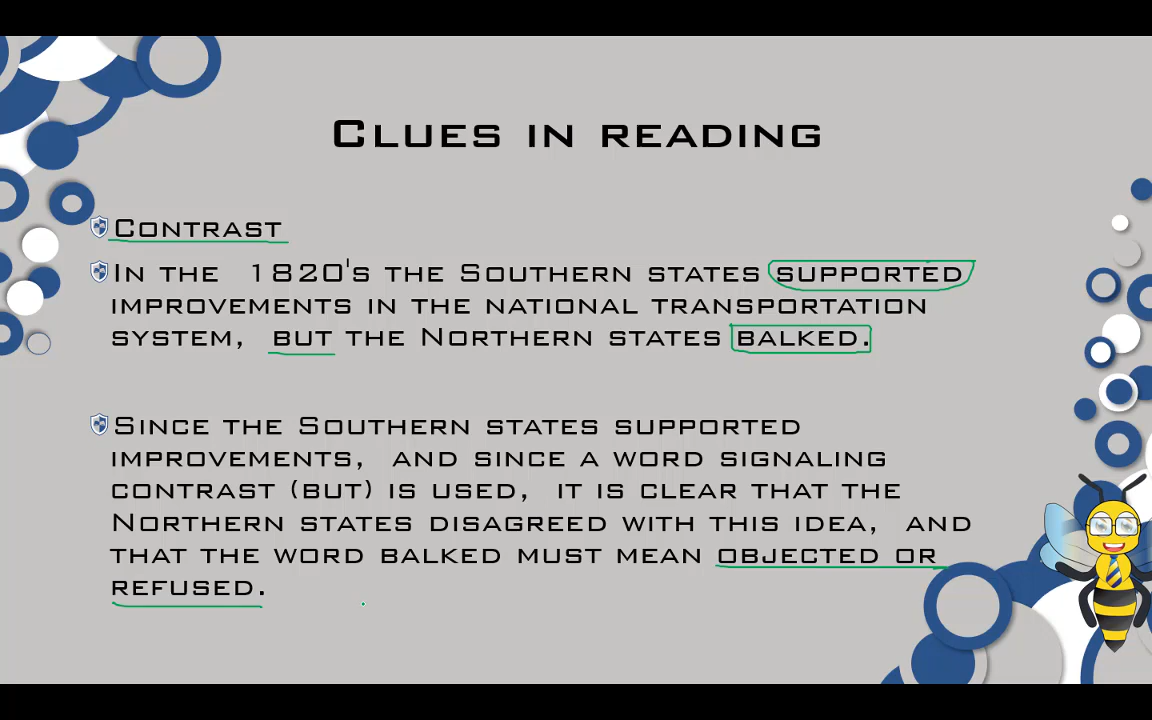 Clues in reading
Contrast
In the 1820's the Southern states supported
improvements in the national transportation
system, but the Northern states balked.
Since the Southern states supported
improvements, and since a word signaling
contrast (but) is used, it is clear that the
Northern states disagreed with this idea, and
that the word balked must mean objected or
refused.